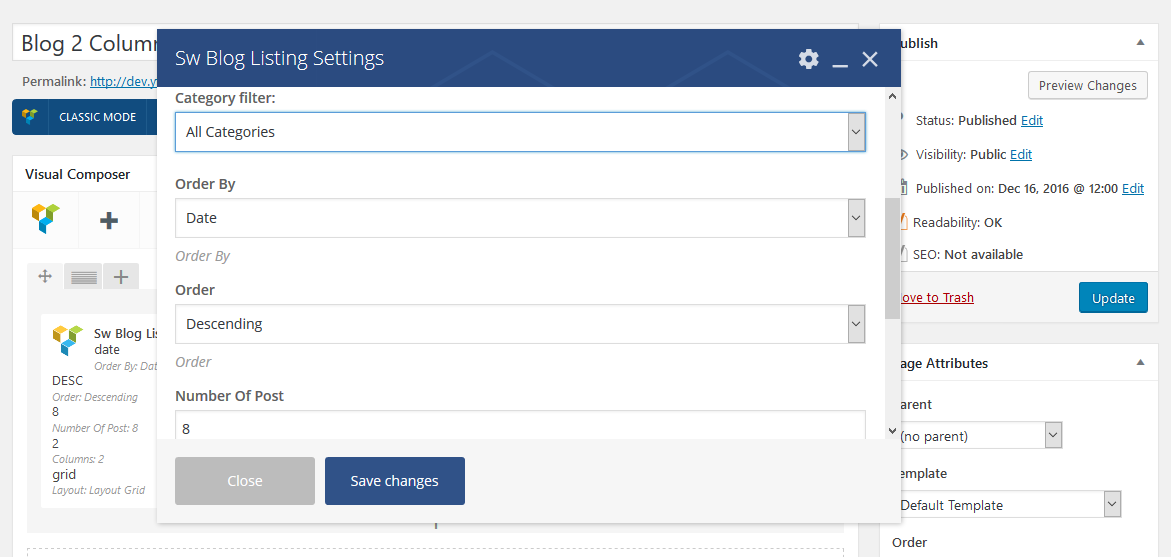 Blog 2 Colum
Permalink: http://dev.y
CLASSIC MODE
Visual Composer
Sw Blog Lis
date
Order By: Dat
DESC
Order: Descending
8
Number Of Post: 8
2
Columns: 2
grid
Layout: Layout Grid
Sw Blog Listing Settings
Category filter:
All Categories
Order By
Date
Order By
Order
Descending
Order
Number Of Post
8
Close
Save changes
ublish
Preview Changes
Status: Published Edit
Visibility: Public Edit
Published on: Dec 16, 2016 @ 12:00 Edit
Readability: OK
SEO: Not available
ove to Trash
Update
age Attributes
arent
(no parent)
emplate
Default Template
Order